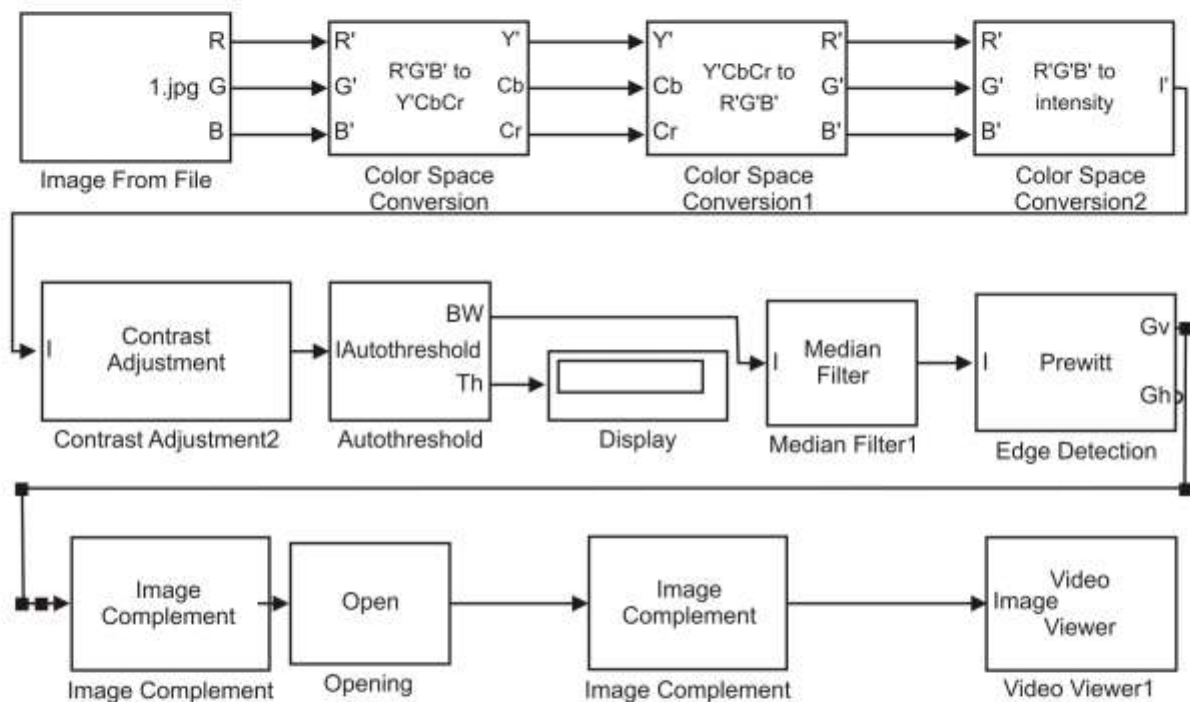 R
1.jpg G
B
Image From File
R'
G'
B'
R'G'B' to
Y'CbCr
Y'
Cb
Cr
Color Space
Conversion
Y'
Cb
Cr
Y'CbCr to
R'G'B'
R'
G'
B'
Color Space
Conversion1
R'
G'
B'
R'G'B' to
intensity
I'
Color Space
Conversion2
I
Contrast
Adjustment
Contrast Adjustment2
BW
IAutothreshold
Th
Autothreshold
Display
I
Median
Filter
Median Filter1
I
Prewitt
Gv
Gh
Edge Detection
Image
Complement
Image Complement
Open
Opening
Image
Complement
Image Complement
Video
Image
Viewer
Video Viewer1